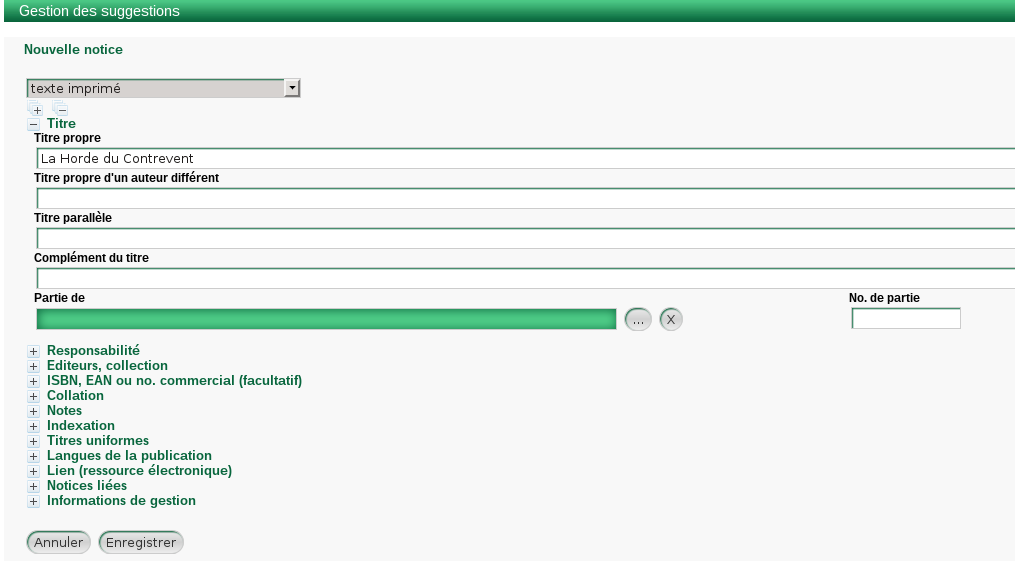 Gestion des suggestions
Nouvelle notice
texte imprimé
Titre
Titre propre
La Horde du Contrevent
Titre propre d'un auteur différent
Titre parallèle
Complément du titre
Partie de No. de partie
... X
Responsabilité
Editeurs, collection
ISBN, EAN ou no. commercial (facultatif)
Collation
Notes
Indexation
Titres uniformes
Langues de la publication
Lien (ressource électronique)
Notices liées
Informations de gestion
Annuler Enregistrer